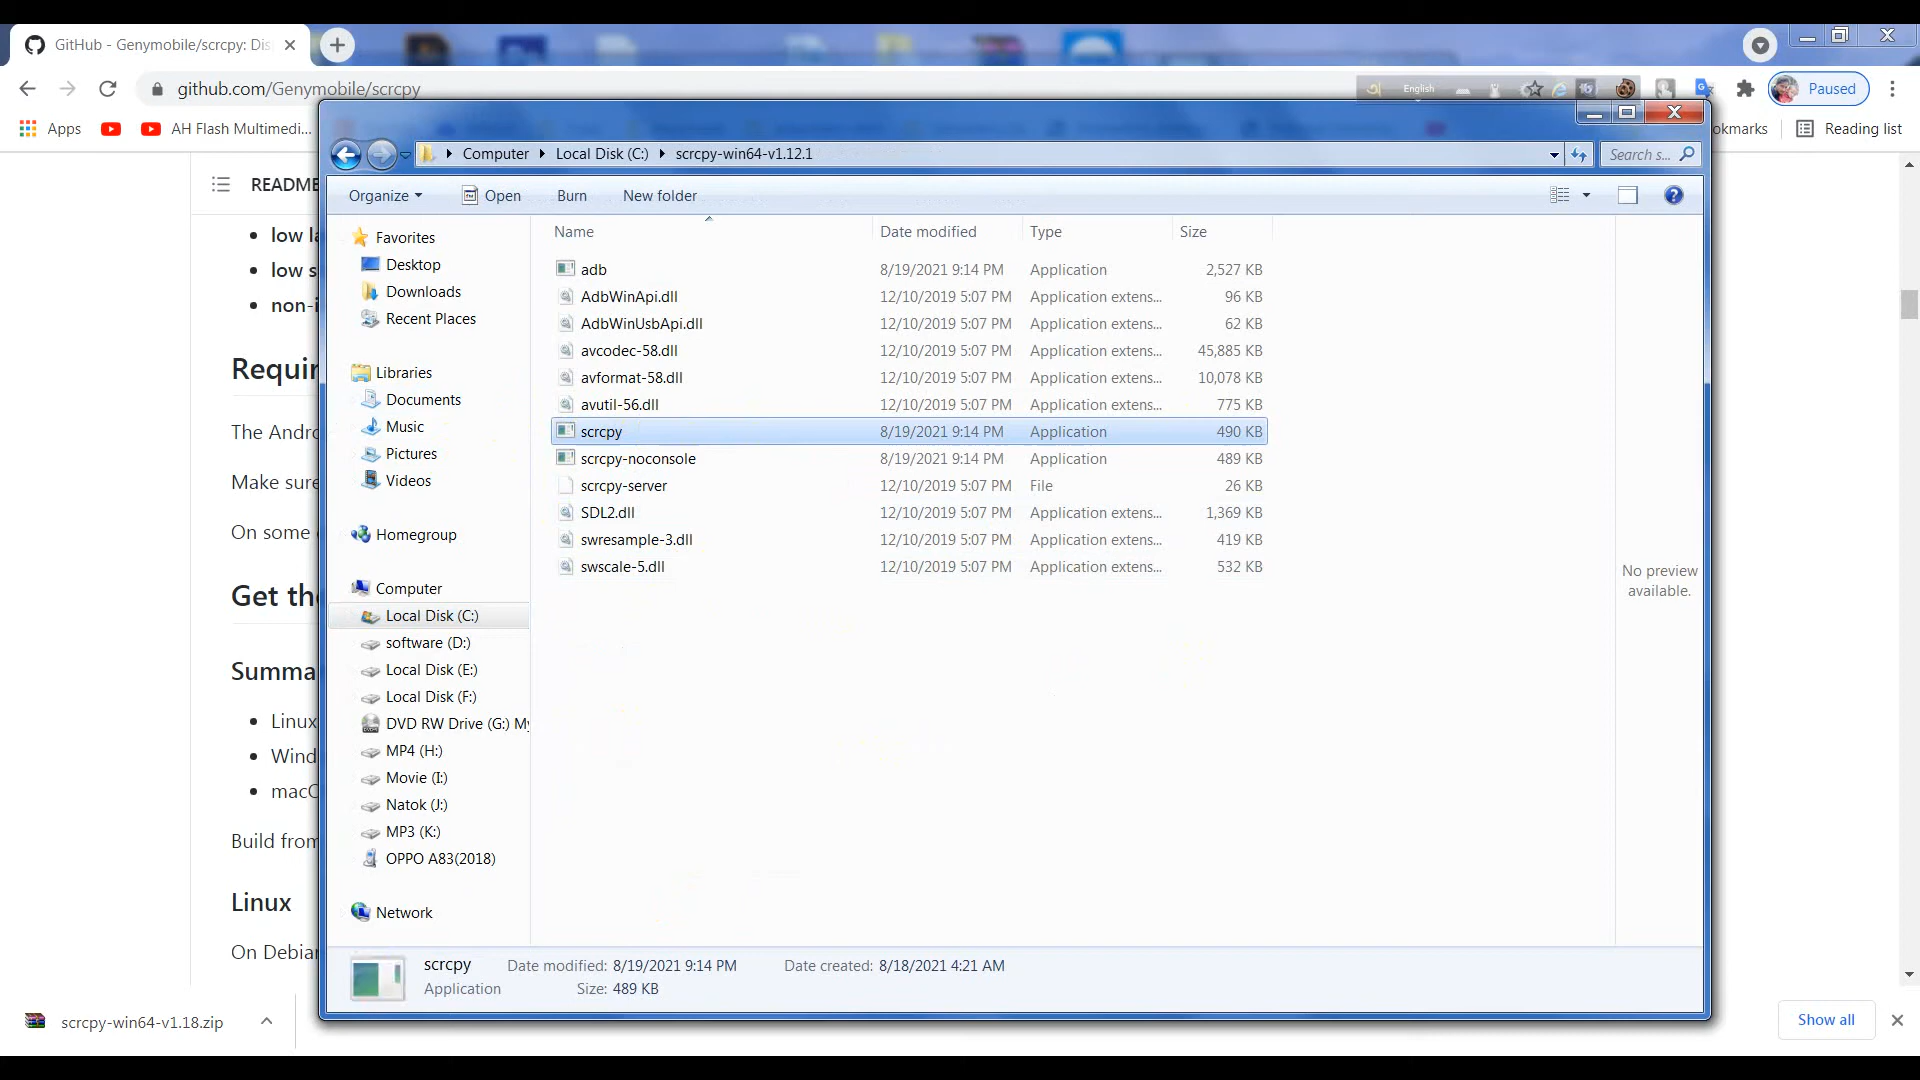 GitHub - Genymobile/scrcpy: Dis
github.com/Genymobile/scrcpy
English
Paused
Apps
AH Flash Multimedi...
okmarks
Reading list
Computer
Local Disk (C:)
scrcpy-win64-v1.12.1
Search s...
Organize
Open
Burn
New folder
README
low la
low s
non-i
Requir
The Andro
Make sure
On some
Get the
Summa
Linux
Wind
macO
Build from
Linux
On Debian
Favorites
Desktop
Downloads
Recent Places
Libraries
Documents
Music
Pictures
Videos
Homegroup
Computer
Local Disk (C:)
software (D:)
Local Disk (E:)
Local Disk (F:)
DVD RW Drive (G:) My
MP4 (H:)
Movie (I:)
Natok (J:)
MP3 (K:)
OPPO A83(2018)
Network
Name Date modified Type Size
adb 8/19/2021 9:14 PM Application 2,527 KB
AdbWinApi.dll 12/10/2019 5:07 PM Application extens... 96 KB
AdbWinUsbApi.dll 12/10/2019 5:07 PM Application extens... 62 KB
avcodec-58.dll 12/10/2019 5:07 PM Application extens... 45,885 KB
avformat-58.dll 12/10/2019 5:07 PM Application extens... 10,078 KB
avutil-56.dll 12/10/2019 5:07 PM Application extens... 775 KB
scrcpy 8/19/2021 9:14 PM Application 490 KB
scrcpy-noconsole 8/19/2021 9:14 PM Application 489 KB
scrcpy-server 12/10/2019 5:07 PM File 26 KB
SDL2.dll 12/10/2019 5:07 PM Application extens... 1,369 KB
swresample-3.dll 12/10/2019 5:07 PM Application extens... 419 KB
swscale-5.dll 12/10/2019 5:07 PM Application extens... 532 KB
No preview
available.
scrcpy Date modified: 8/19/2021 9:14 PM Date created: 8/18/2021 4:21 AM
Application Size: 489 KB
scrcpy-win64-v1.18.zip
Show all